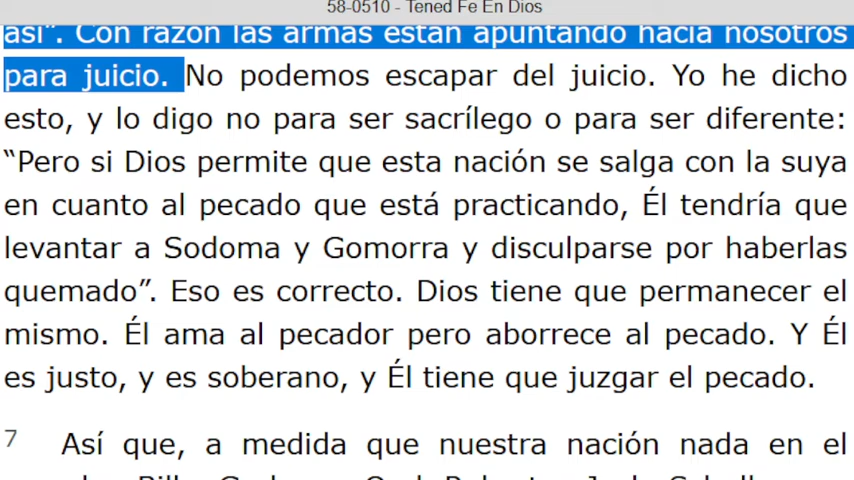 58-0510 - Tened Fe En Dios
así”. Con razón las armas están apuntando hacia nosotros
para juicio. No podemos escapar del juicio. Yo he dicho
esto, y lo digo no para ser sacrílego o para ser diferente:
“Pero si Dios permite que esta nación se salga con la suya
en cuanto al pecado que está practicando, Él tendría que
levantar a Sodoma y Gomorra y disculparse por haberlas
quemado”. Eso es correcto. Dios tiene que permanecer el
mismo. Él ama al pecador pero aborrece al pecado. Y Él
es justo, y es soberano, y Él tiene que juzgar el pecado.
7 Así que, a medida que nuestra nación nada en el